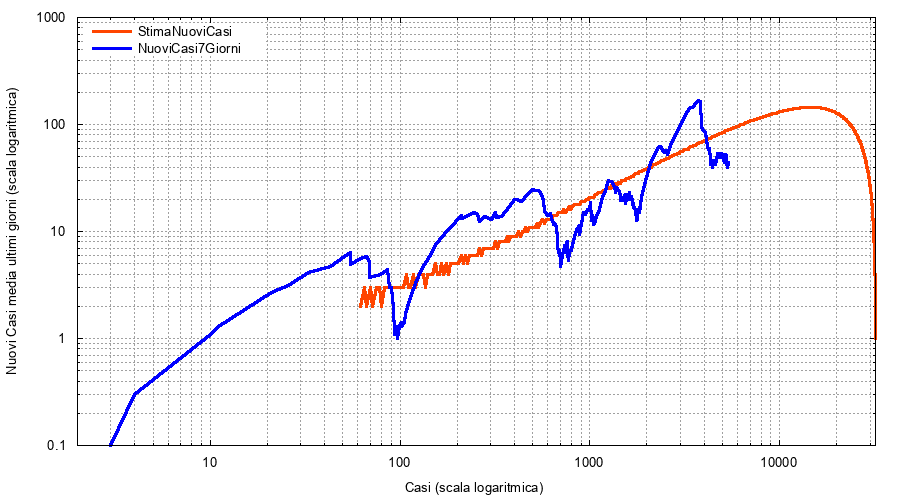 1000
StimaNuoviCasi
NuoviCasi7Giorni
100
10
1
0.1
Nuovi Casi media ultimi giorni (scala logaritmica)
10
100
1000
10000
Casi (scala logaritmica)